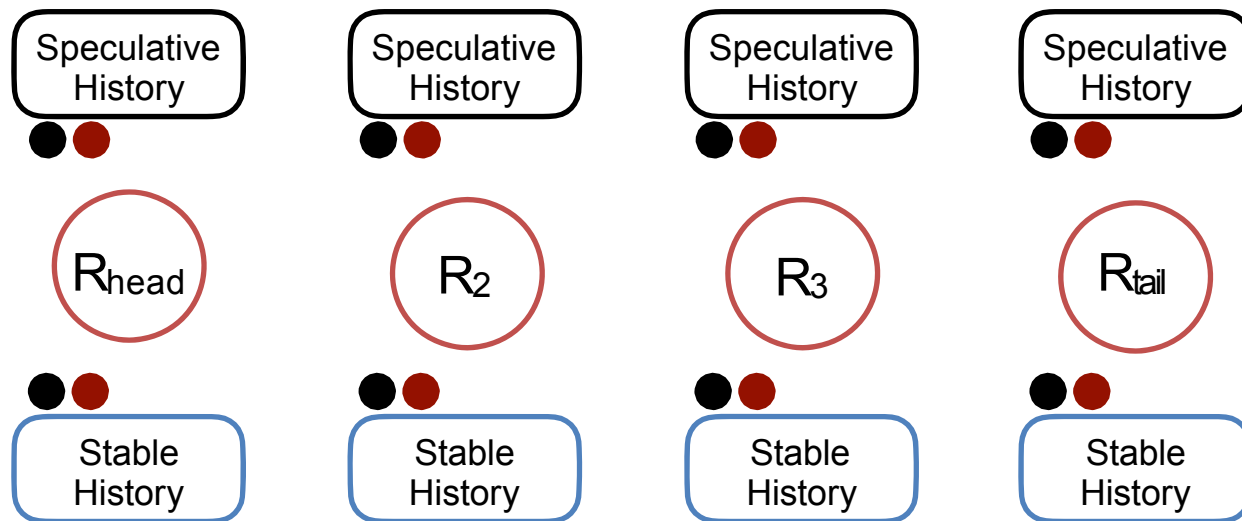 Speculative
History
Speculative
History
Speculative
History
Speculative
History
Rhead
R2
R3
Rtail
Stable
History
Stable
History
Stable
History
Stable
History